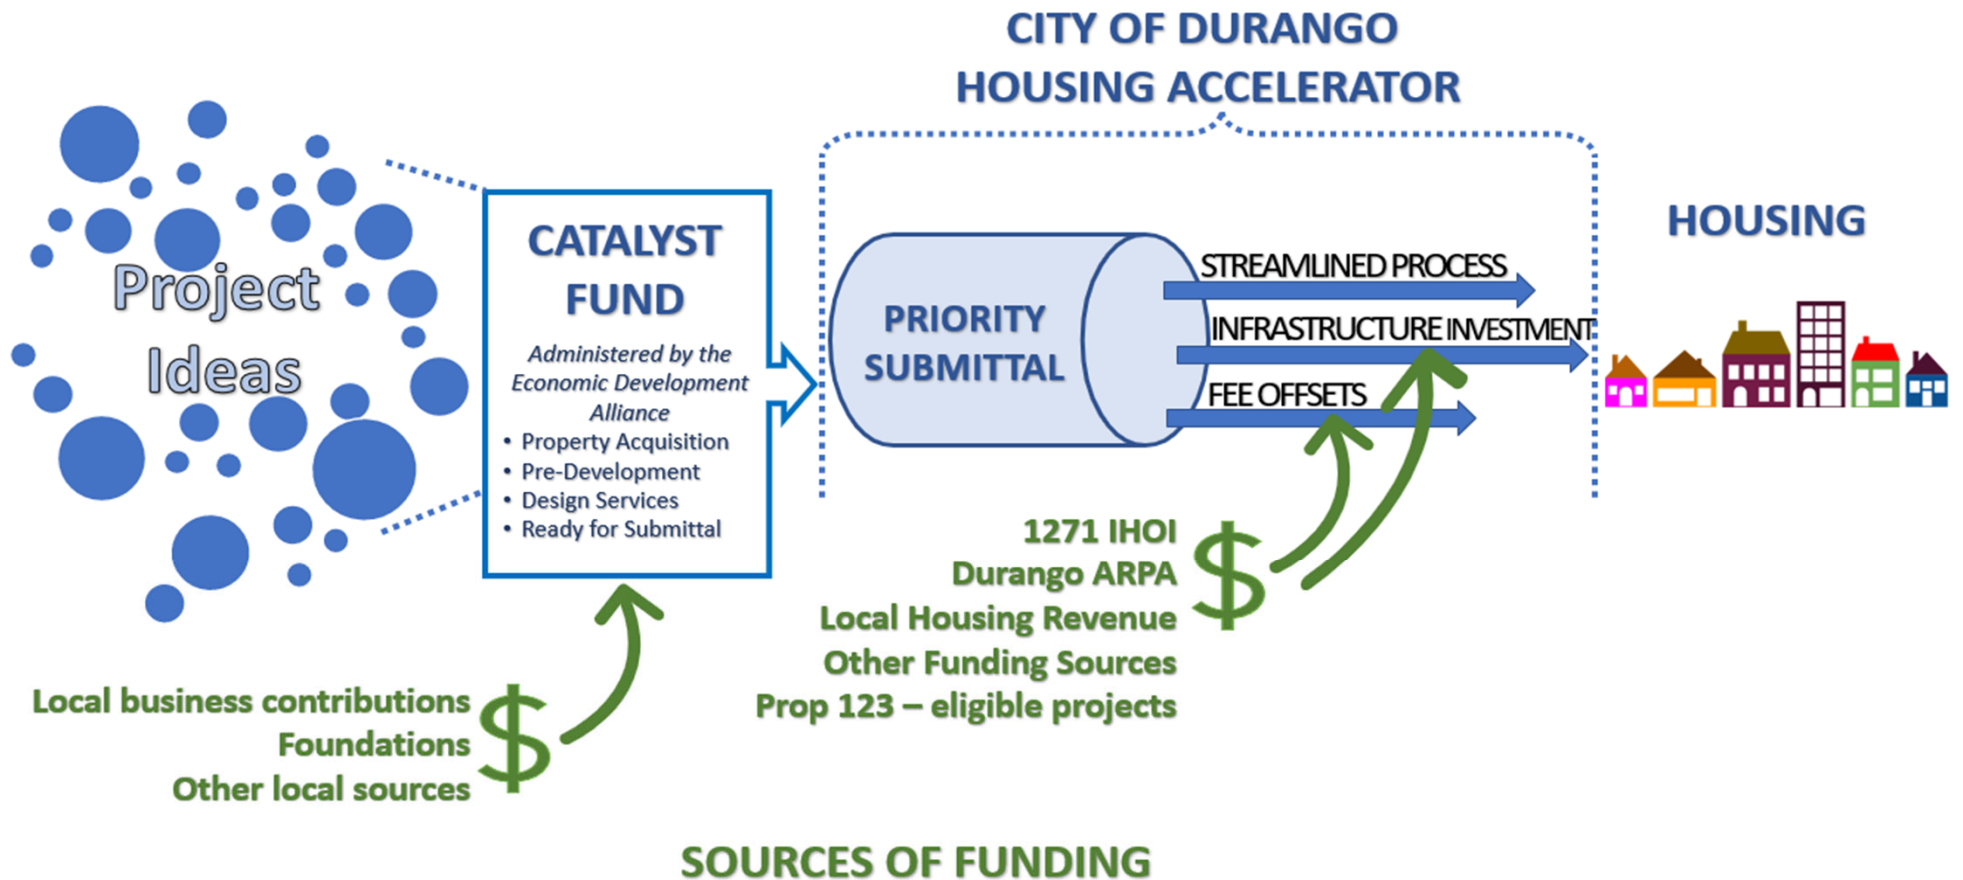 CITY OF DURANGO
HOUSING ACCELERATOR
Project
Ideas
CATALYST
FUND
Administered by the
Economic Development
Alliance
• Property Acquisition
• Pre-Development
• Design Services
• Ready for Submittal
PRIORITY
SUBMITTAL
STREAMLINED PROCESS
INFRASTRUCTURE INVESTMENT
FEE OFFSETS
HOUSING
1271 IHOI
Durango ARPA
Local Housing Revenue
Other Funding Sources
Prop 123 – eligible projects
$
Local business contributions
Foundations
Other local sources
$
SOURCES OF FUNDING